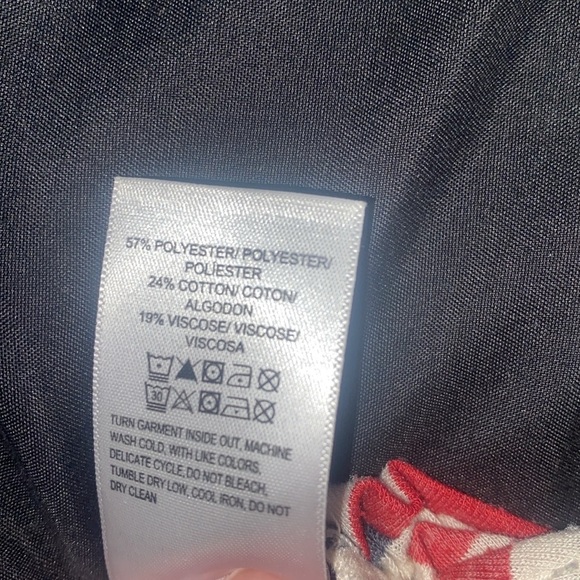 57% POLYESTER/ POLYESTER/
POLIESTER
24% COTTON/ COTON/
ALGODON
19% VISCOSE/ VISCOSE/
VISCOSA
30
TURN GARMENT INSIDE OUT, MACHINE
WASH COLD, WITH LIKE COLORS,
DELICATE CYCLE, DO NOT BLEACH,
TUMBLE DRY LOW, COOL IRON, DO NOT
DRY CLEAN